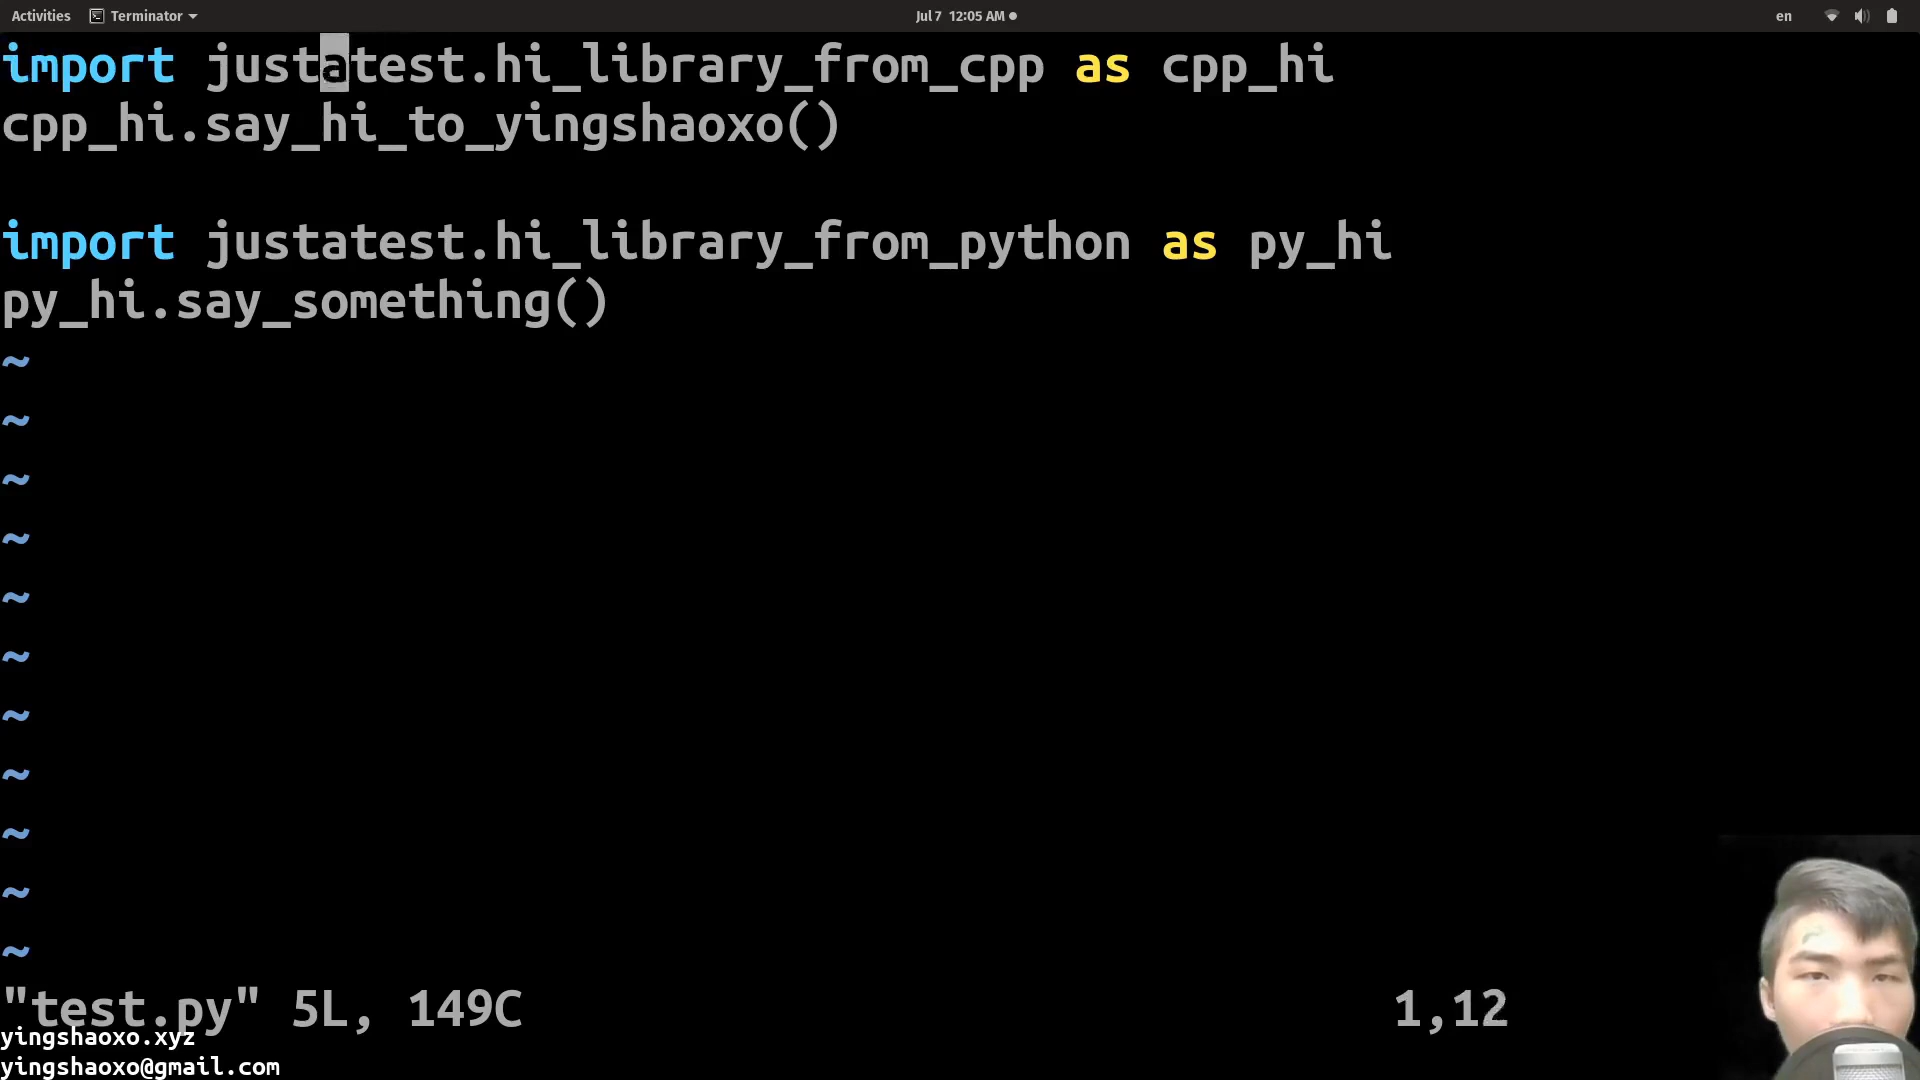 Activities Terminator Jul 7 12:05 AM en
import justatest.hi_library_from_cpp as cpp_hi
cpp_hi.say_hi_to_yingshaoxo()
import justatest.hi_library_from_python as py_hi
py_hi.say_something()
~
~
~
~
~
~
~
~
~
~
~
"test.py" 5L, 149C 1,12
yingshaoxo.xyz
yingshaoxo@gmail.com